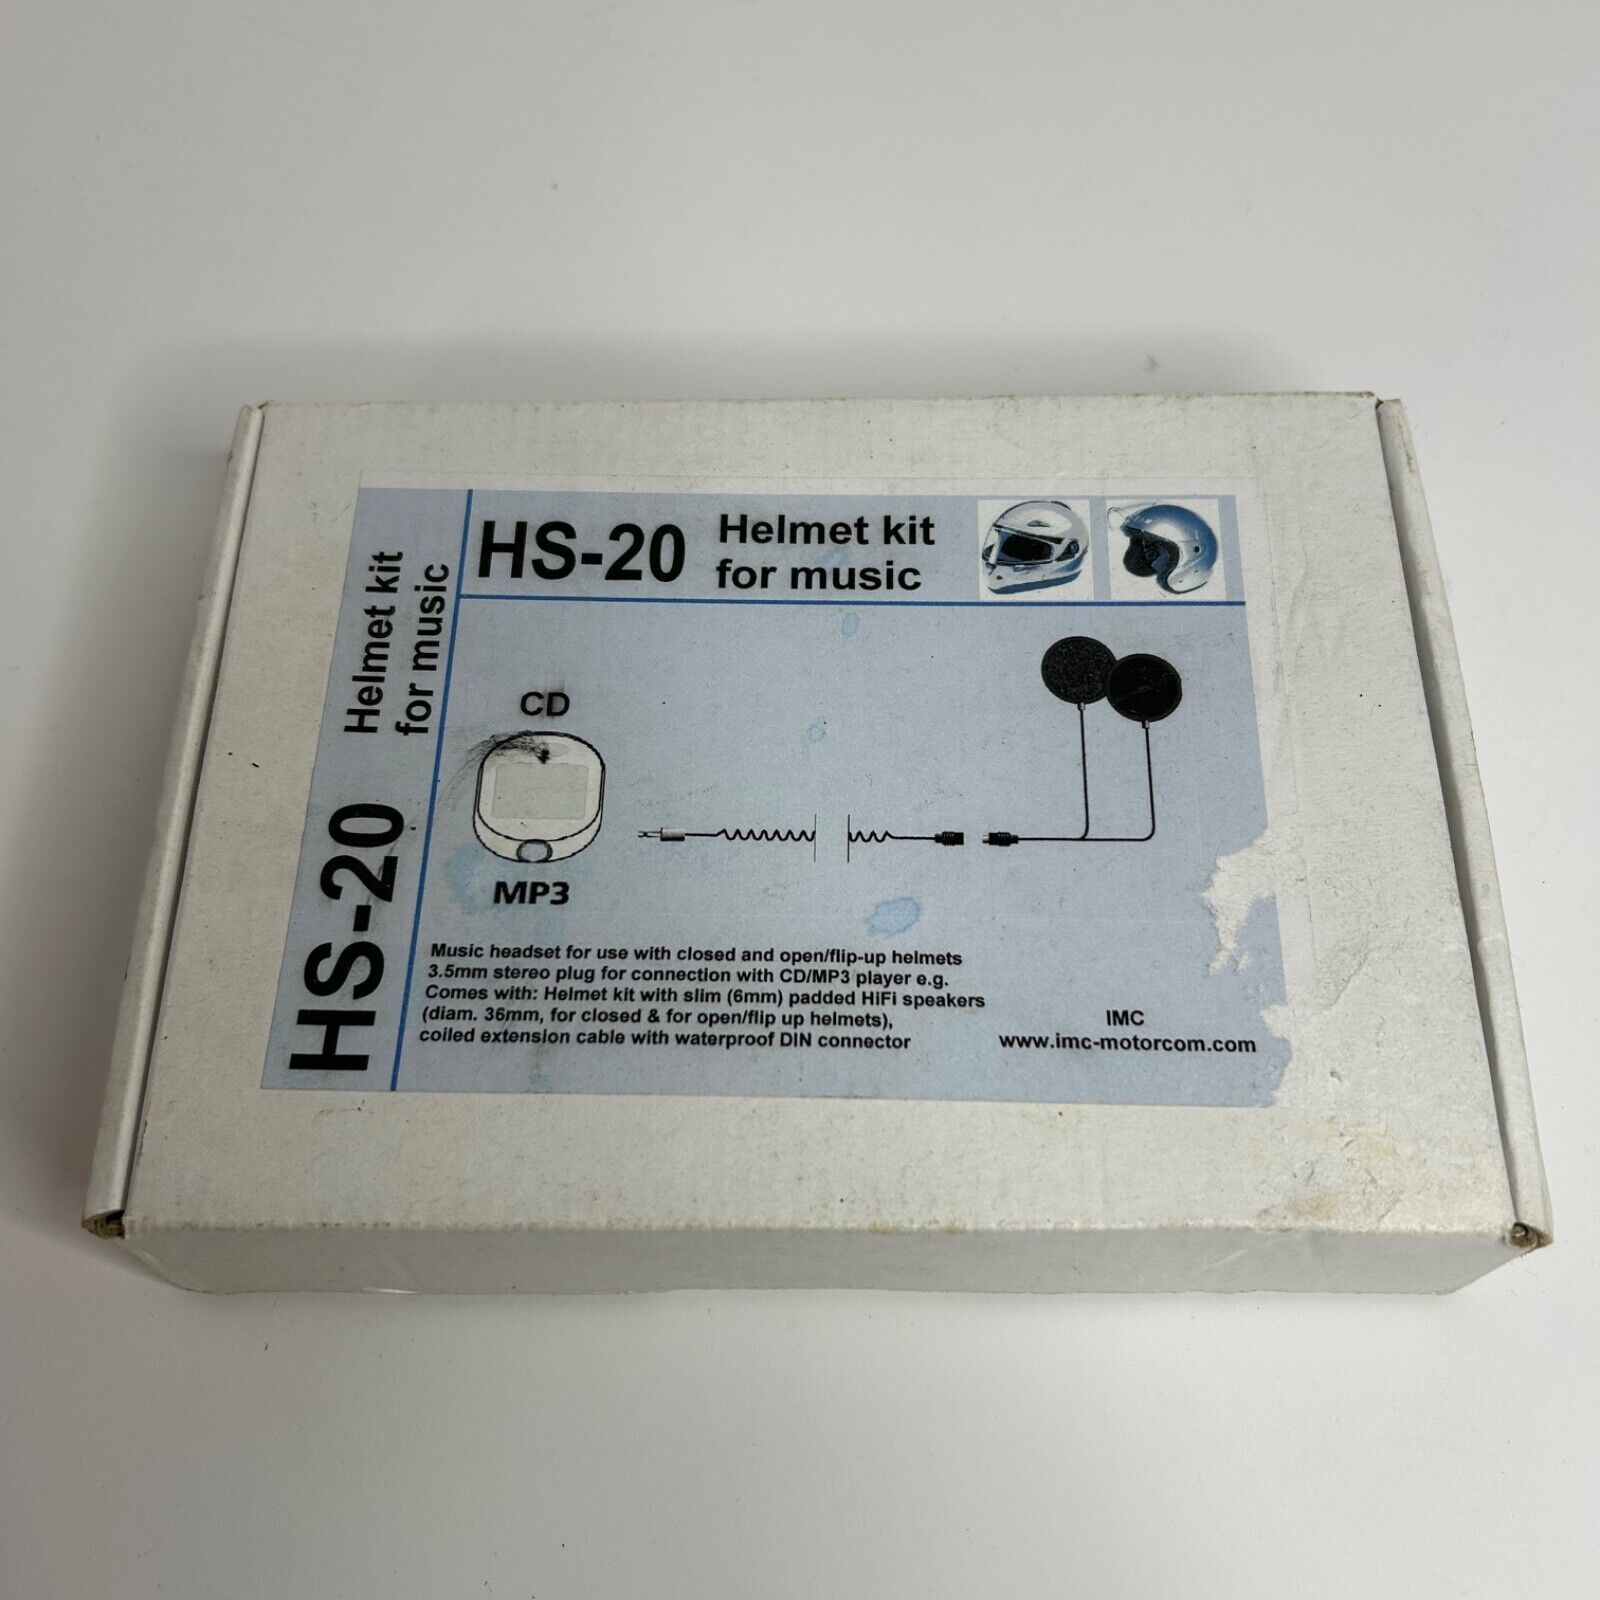 HS-20
Helmet kit
for music
HS-20
Helmet kit
for music
CD
MP3
Music headset for use with closed and open/flip-up helmets
3.5mm stereo plug for connection with CD/MP3 player e.g.
Comes with: Helmet kit with slim (6mm) padded HiFi speakers
(diam. 36mm, for closed & for open/flip up helmets),
coiled extension cable with waterproof DIN connector
IMC
www.imc-motorcom.com